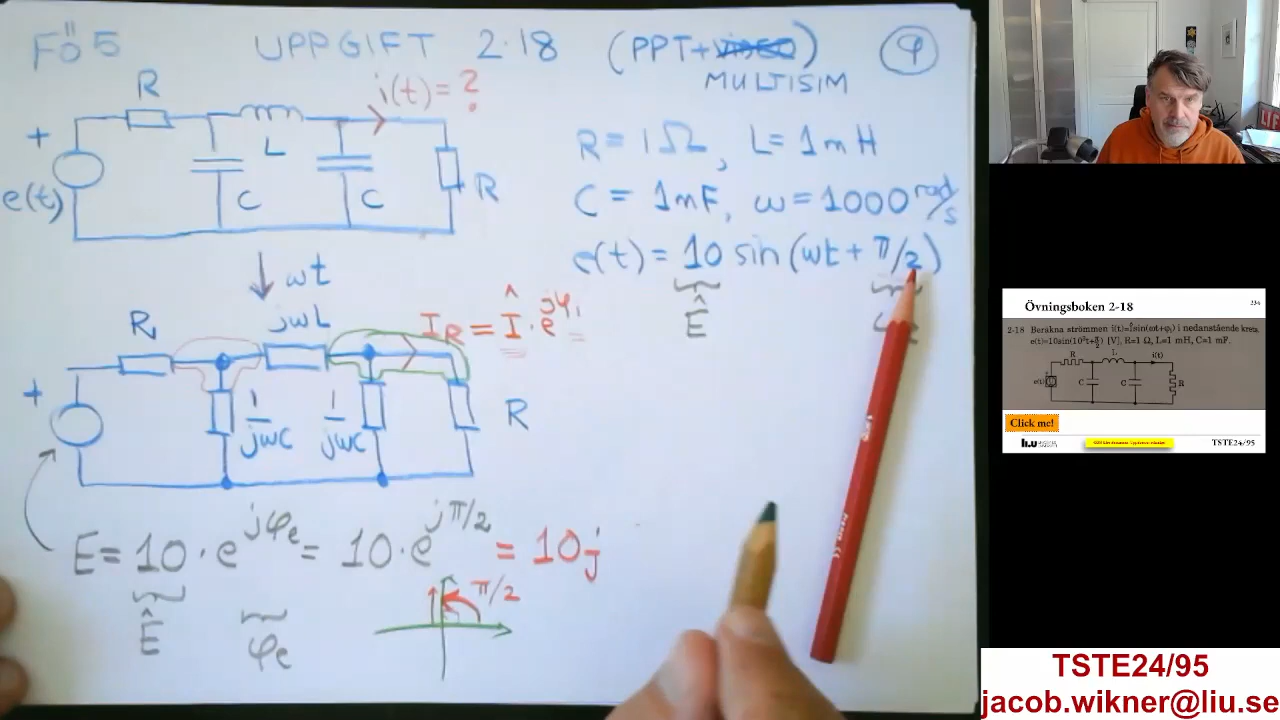 FÖ 5 UPPGIFT 2.18 (PPT+VIDEO) 9
MULTISIM
R i(t) = ?
+ L R = 1Ω, L = 1mH
e(t) C C R C = 1mF, ω = 1000 rad/s
e(t) = 10 sin(ωt + π/2)
ωt Ê
R jωL I_R = Î · e^jφi
+ 1/jωC 1/jωC R
E = 10 · e^jφe = 10 · e^jπ/2 = 10j
Ê φe π/2
Övningsboken 2-18 234
2-18 Beräkna strömmen i(t)=Îsin(ωt+φi) i nedanstående krets.
e(t)=10sin(10³t+π/2) [V], R=1 Ω, L=1 mH, C=1 mF.
R L i(t)
e(t) C C R
Click me!
TSTE24/95
TSTE24/95
jacob.wikner@liu.se